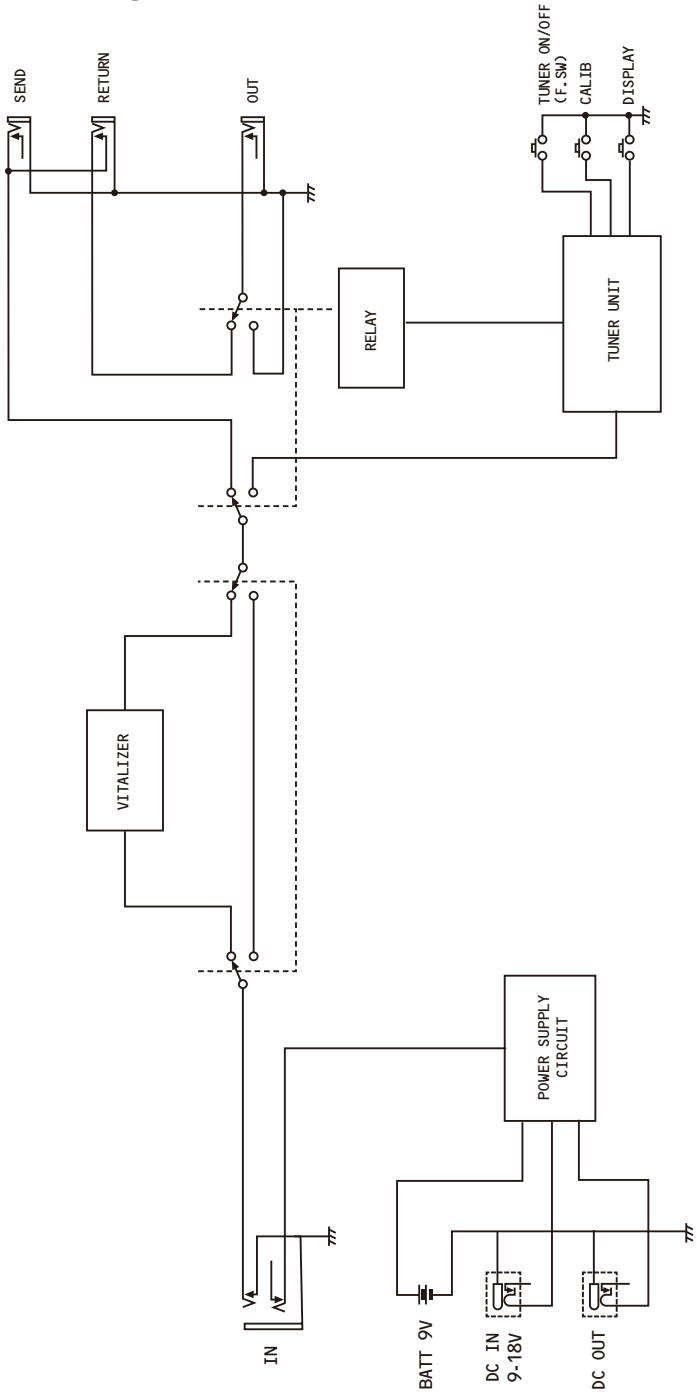 SEND
RETURN
OUT
TUNER ON/OFF
(F.SW)
CALIB
DISPLAY
RELAY
TUNER UNIT
VITALIZER
POWER SUPPLY
CIRCUIT
IN
BATT 9V
DC IN
9-18V
DC OUT